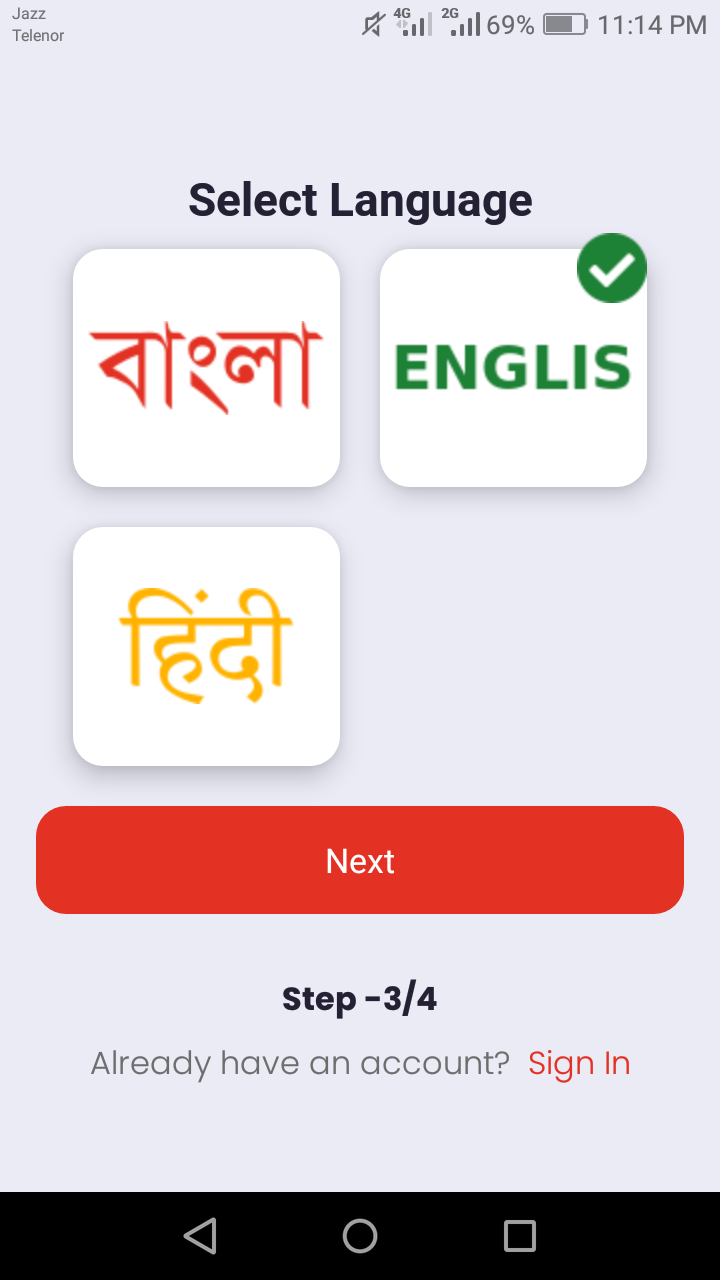 Jazz
Telenor
4G 2G 69% 11:14 PM
Select Language
বাংলা
ENGLIS
हिंदी
Next
Step -3/4
Already have an account? Sign In